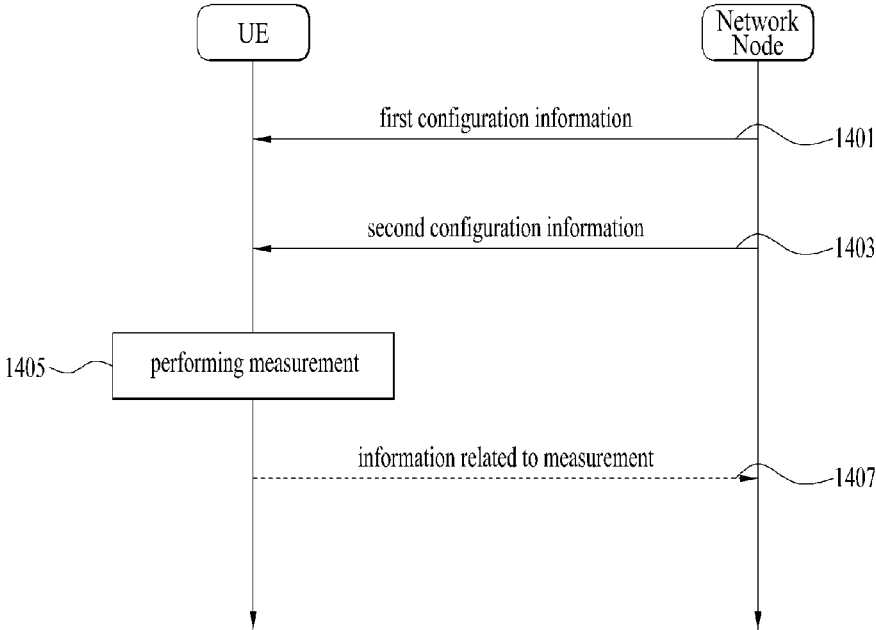 UE
Network
Node
first configuration information
1401
second configuration information
1403
1405
performing measurement
information related to measurement
1407